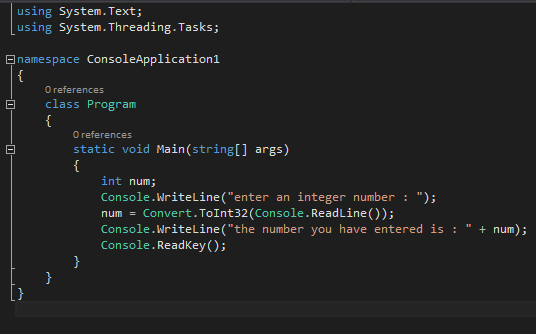 using System.Text;
using System.Threading.Tasks;
namespace ConsoleApplication1
{
0 references
class Program
{
0 references
static void Main(string[] args)
{
int num;
Console.WriteLine("enter an integer number : ");
num = Convert.ToInt32(Console.ReadLine());
Console.WriteLine("the number you have entered is : " + num);
Console.ReadKey();
}
}
}